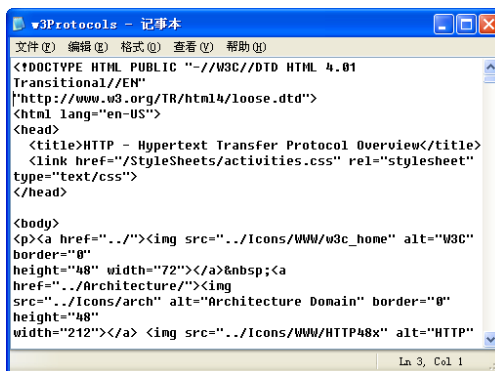 w3Protocols - 记事本
文件(F) 编辑(E) 格式(O) 查看(V) 帮助(H)
<!DOCTYPE HTML PUBLIC "-//W3C//DTD HTML 4.01
Transitional//EN"
"http://www.w3.org/TR/html4/loose.dtd">
<html lang="en-US">
<head>
  <title>HTTP - Hypertext Transfer Protocol Overview</title>
  <link href="/StyleSheets/activities.css" rel="stylesheet"
type="text/css">
</head>

<body>
<p><a href="../"><img src="../Icons/WWW/w3c_home" alt="W3C"
border="0"
height="48" width="72"></a>&nbsp;<a
href="../Architecture/"><img
src="../Icons/arch" alt="Architecture Domain" border="0"
height="48"
width="212"></a> <img src="../Icons/WWW/HTTP48x" alt="HTTP"
Ln 3, Col 1